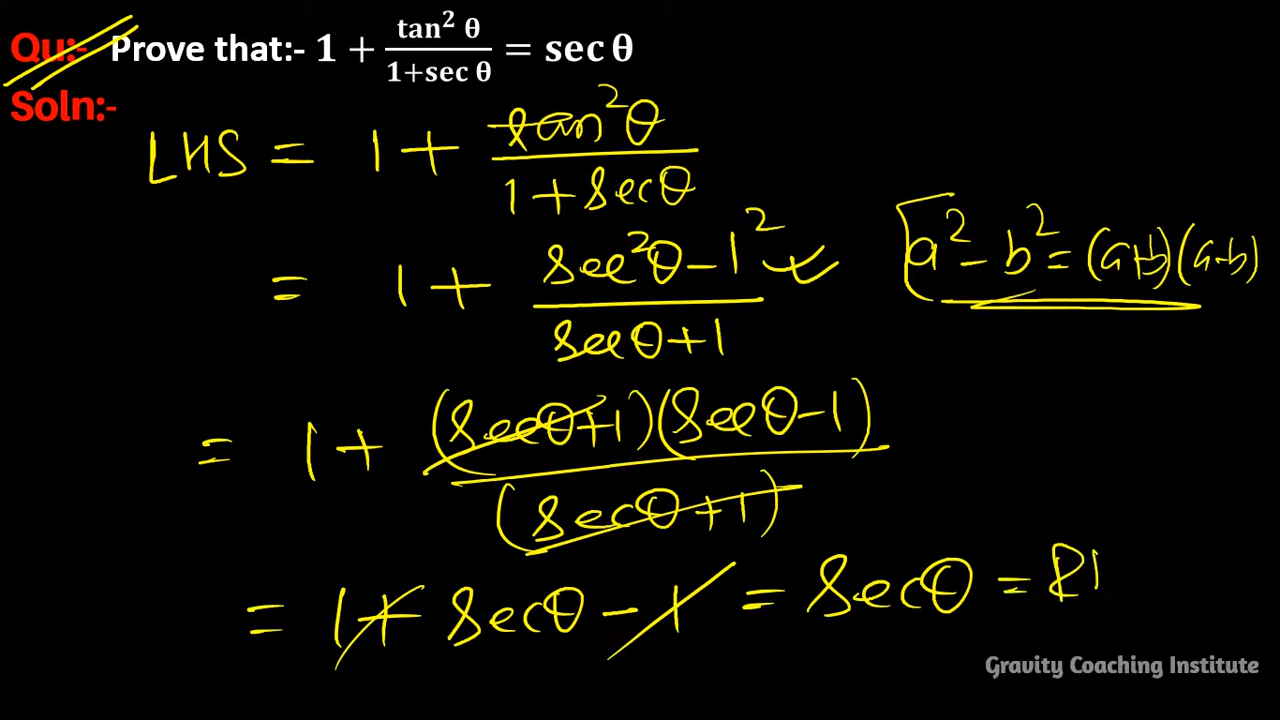 Qu:- Prove that:- 1 + tan² θ / 1+sec θ = sec θ
Soln:-
LHS = 1 + tan²θ / 1+secθ
= 1 + sec²θ-1² / secθ+1
a² - b² = (a+b)(a-b)
= 1 + (secθ+1)(secθ-1) / (secθ+1)
= 1+ secθ - 1 = secθ =
Gravity Coaching Institute